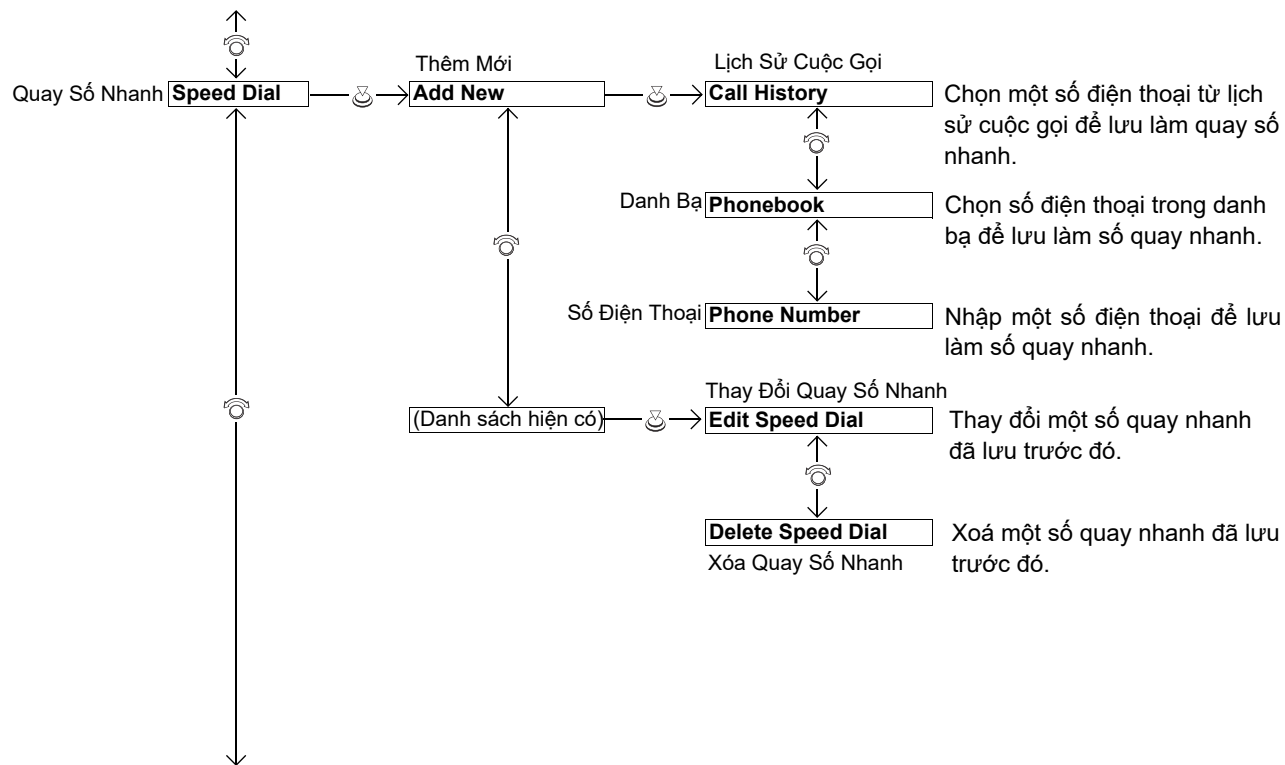 Thêm Mới
Lịch Sử Cuộc Gọi
Quay Số Nhanh Speed Dial
Add New
Call History
Chọn một số điện thoại từ lịch
sử cuộc gọi để lưu làm quay số
nhanh.
Danh Bạ Phonebook
Chọn số điện thoại trong danh
bạ để lưu làm số quay nhanh.
Số Điện Thoại Phone Number
Nhập một số điện thoại để lưu
làm số quay nhanh.
Thay Đổi Quay Số Nhanh
(Danh sách hiện có)
Edit Speed Dial
Thay đổi một số quay nhanh
đã lưu trước đó.
Delete Speed Dial
Xóa Quay Số Nhanh
Xoá một số quay nhanh đã lưu
trước đó.